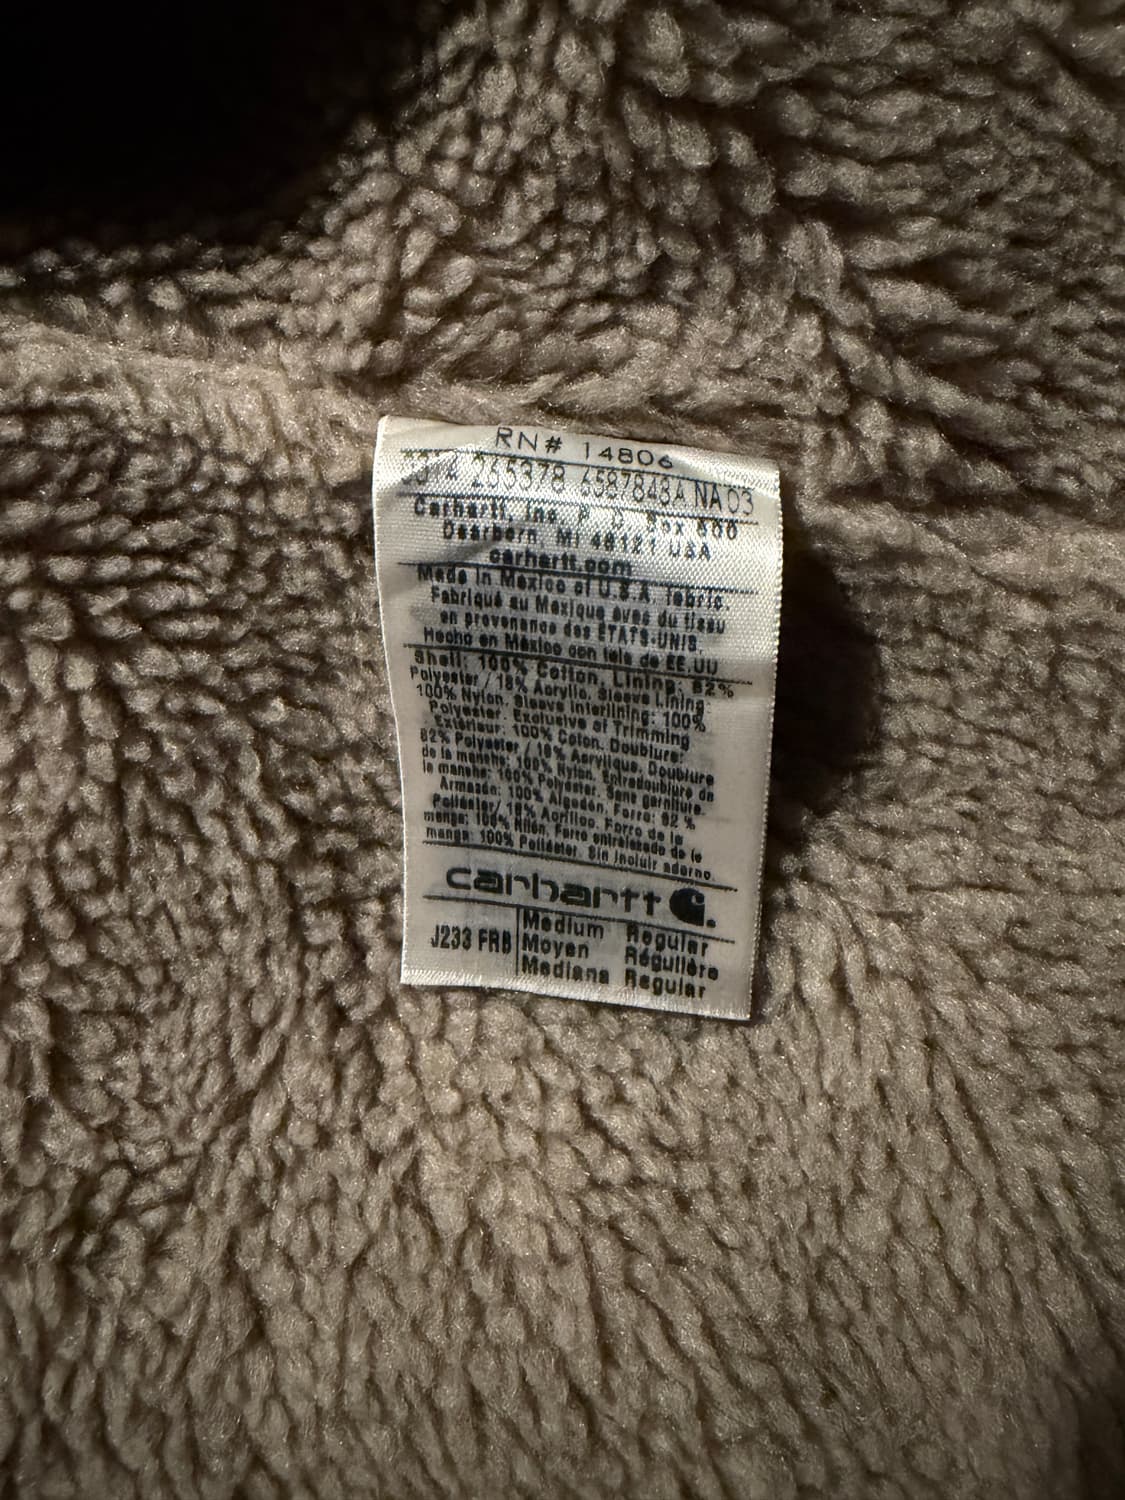 RN# 14806
265378 6587848A NA03
Carhartt, Inc. P. O. Box 600
Dearborn, MI 48121 USA
carhartt.com
Made in Mexico of U.S.A. fabric.
Fabriqué au Mexique avec du tissu
en provenance des ÉTATS-UNIS.
Hecho en México con tela de EE.UU
Shell: 100% Cotton, Lining: 82%
Polyester / 18% Acrylic, Sleeve Lining:
100% Nylon, Sleeve Interlining: 100%
Polyester. Exclusive of Trimming
Extérieur: 100% Coton, Doublure:
82% Polyester / 18% Acrylique, Doublure
de la manche: 100% Nylon, Entredoublure de
la manche: 100% Polyester, Sans garniture
Armazón: 100% Algodón, Forro: 82 %
Poliéster / 18% Acrílico, Forro de la
manga: 100% Nilón, Forro entrelazado de la
manga: 100% Poliéster, Sin incluir adorno.
carhartt
J233 FRB
Medium Regular
Moyen Régulière
Mediana Regular